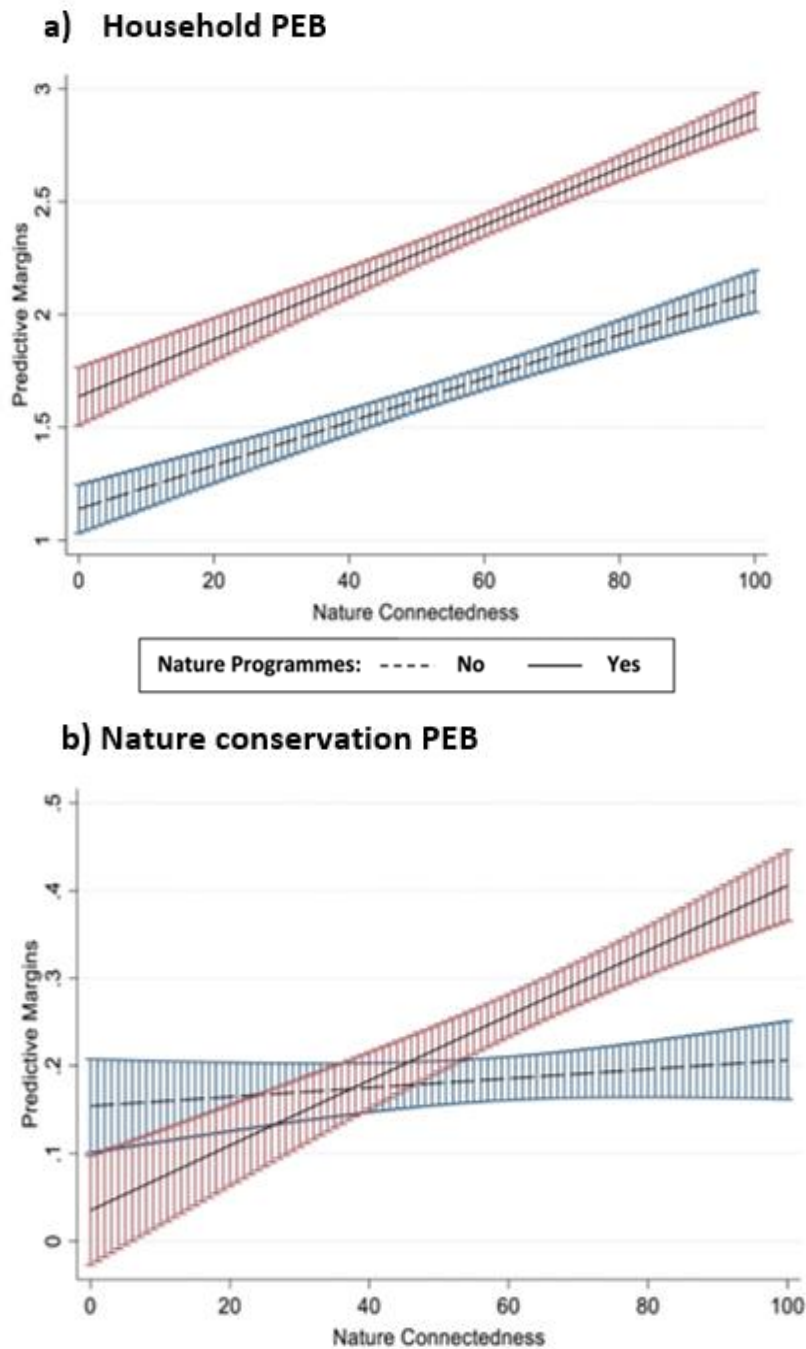 a) Household PEB
3
2.5
2
1.5
1
Predictive Margins
0 20 40 60 80 100
Nature Connectedness
Nature Programmes: No Yes
b) Nature conservation PEB
.5
.4
.3
.2
.1
0
Predictive Margins
0 20 40 60 80 100
Nature Connectedness